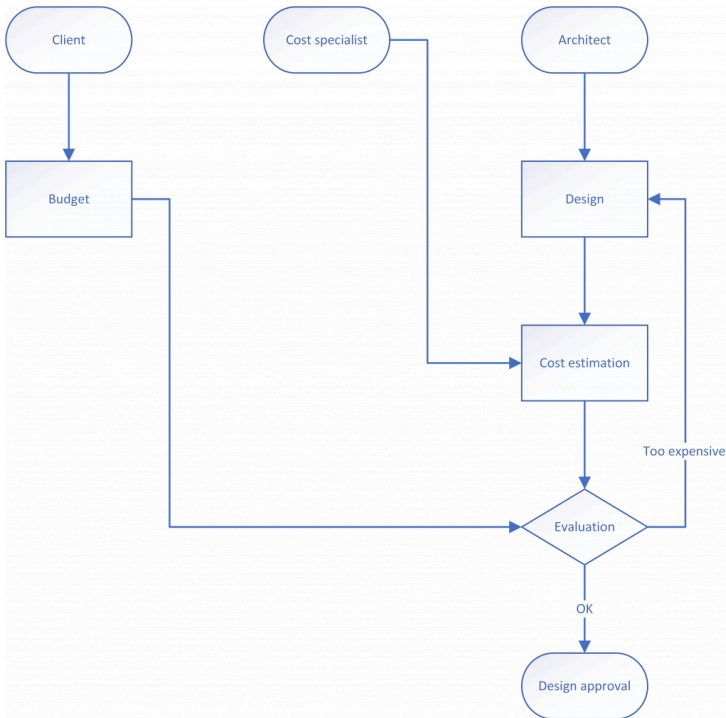 Client
Cost specialist
Architect
Budget
Design
Cost estimation
Too expensive
Evaluation
OK
Design approval